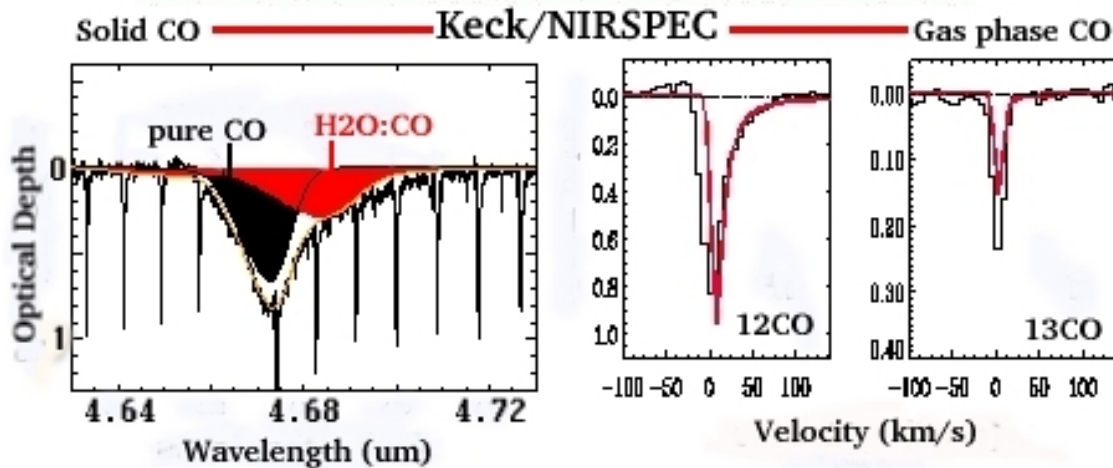 Solid CO Keck/NIRSPEC Gas phase CO
pure CO
H2O:CO
Optical Depth
0
1
4.64 4.68 4.72
Wavelength (um)
0.0
0.2
0.4
0.6
0.8
1.0
12CO
-100 -50 0 50 100
0.00
0.10
0.20
0.30
0.40
13CO
-100 -50 0 50 100
Velocity (km/s)